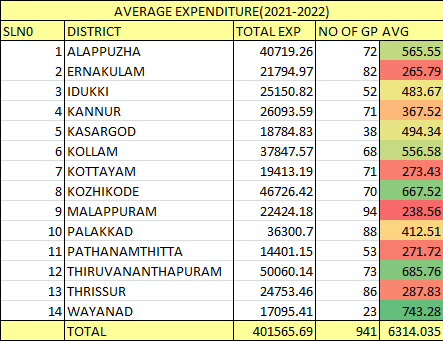 AVERAGE EXPENDITURE(2021-2022)
SLN0 DISTRICT TOTAL EXP NO OF GP AVG
1 ALAPPUZHA 40719.26 72 565.55
2 ERNAKULAM 21794.97 82 265.79
3 IDUKKI 25150.82 52 483.67
4 KANNUR 26093.59 71 367.52
5 KASARGOD 18784.83 38 494.34
6 KOLLAM 37847.57 68 556.58
7 KOTTAYAM 19413.19 71 273.43
8 KOZHIKODE 46726.42 70 667.52
9 MALAPPURAM 22424.18 94 238.56
10 PALAKKAD 36300.7 88 412.51
11 PATHANAMTHITTA 14401.15 53 271.72
12 THIRUVANANTHAPURAM 50060.14 73 685.76
13 THRISSUR 24753.46 86 287.83
14 WAYANAD 17095.41 23 743.28
TOTAL 401565.69 941 6314.035